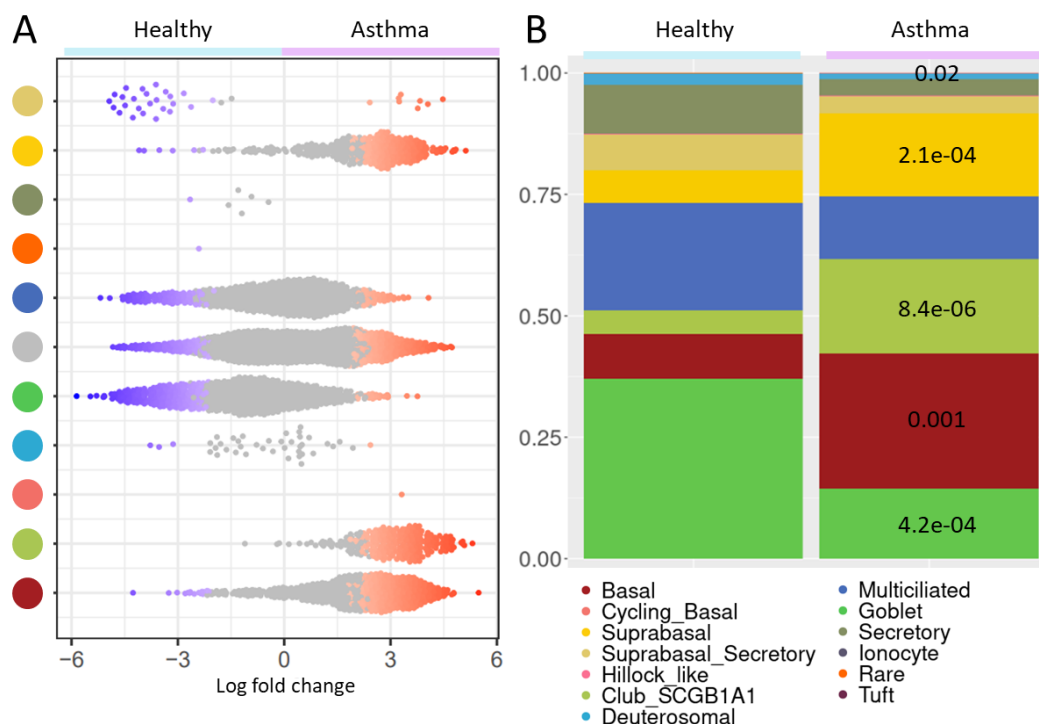 A
Healthy
Asthma
−6
−3
0
3
6
Log fold change
B
Healthy
Asthma
1.00
0.75
0.50
0.25
0.00
0.02
2.1e-04
8.4e-06
0.001
4.2e-04
Basal
Cycling_Basal
Suprabasal
Suprabasal_Secretory
Hillock_like
Club_SCGB1A1
Deuterosomal
Multiciliated
Goblet
Secretory
Ionocyte
Rare
Tuft